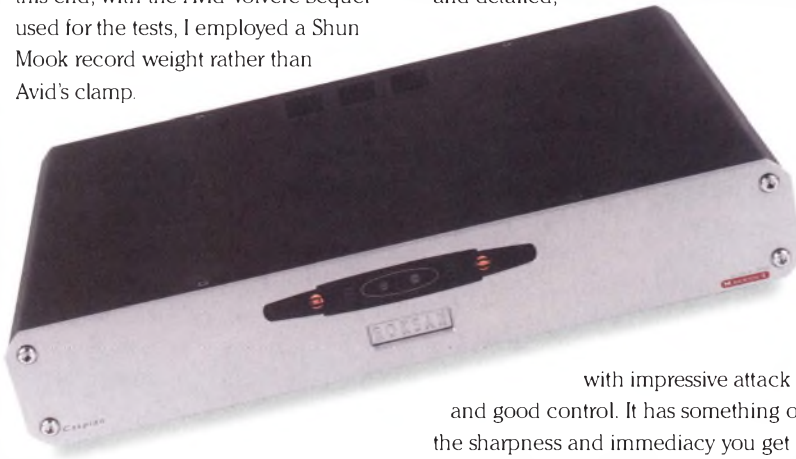 this end, with the Avid Volvere Sequel
used for the tests, I employed a Shun
Mook record weight rather than
Avid's clamp.
and detailed,
ROKSAN
Caspian
with impressive attack
and good control. It has something o
the sharpness and immediacy you get